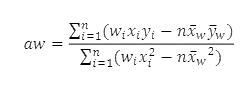 aw = \frac{\sum_{i=1}^{n}(w_i x_i y_i - n\bar{x}_w \bar{y}_w)}{\sum_{i=1}^{n}(w_i x_i^2 - n\bar{x}_w{}^2)}